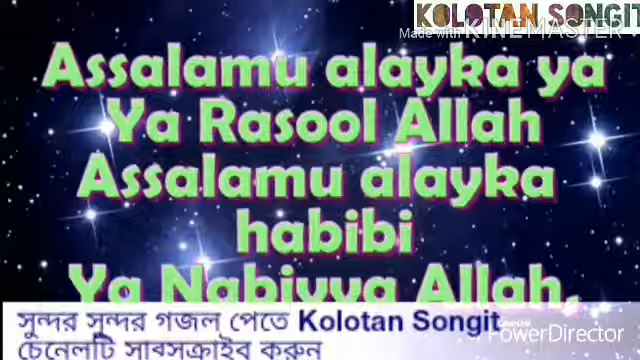 KOLOTAN SONGIT
Made with KINEMASTER
Assalamu alayka ya
Ya Rasool Allah
Assalamu alayka
habibi
Ya Nabiyya Allah,
সুন্দর সুন্দর গজল পেতে Kolotan Songit
চেনেলটি সাবসক্রাইব করুন
PowerDirector